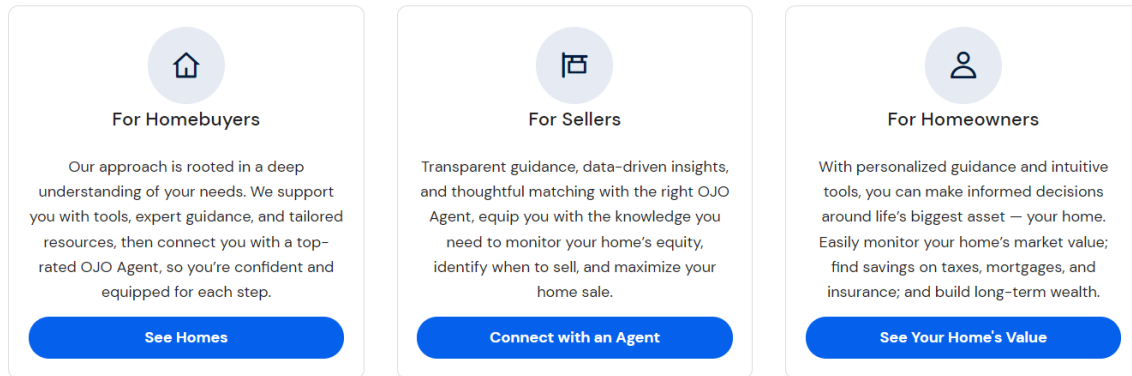 For Homebuyers
Our approach is rooted in a deep
understanding of your needs. We support
you with tools, expert guidance, and tailored
resources, then connect you with a top-
rated OJO Agent, so you’re confident and
equipped for each step.
See Homes
For Sellers
Transparent guidance, data-driven insights,
and thoughtful matching with the right OJO
Agent, equip you with the knowledge you
need to monitor your home’s equity,
identify when to sell, and maximize your
home sale.
Connect with an Agent
For Homeowners
With personalized guidance and intuitive
tools, you can make informed decisions
around life’s biggest asset — your home.
Easily monitor your home’s market value;
find savings on taxes, mortgages, and
insurance; and build long-term wealth.
See Your Home's Value